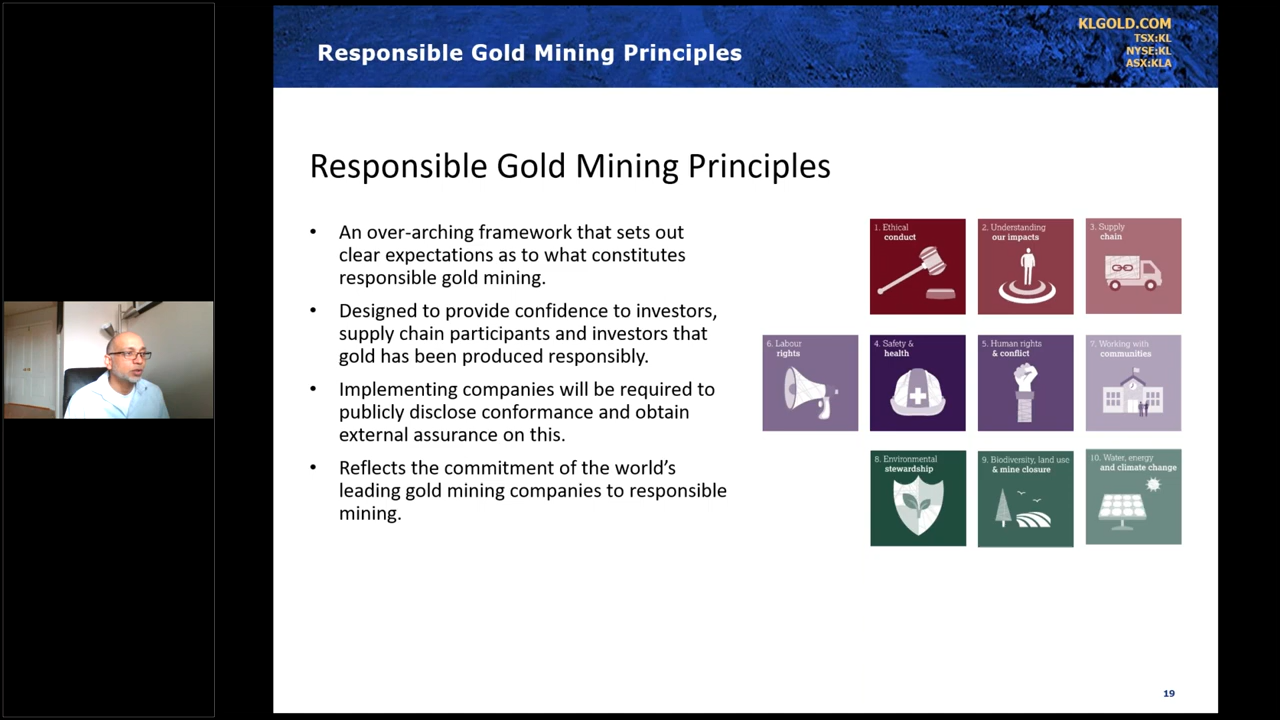 Responsible Gold Mining Principles
KLGOLD.COM
TSX:KL
NYSE:KL
ASX:KLA
Responsible Gold Mining Principles
• An over-arching framework that sets out
clear expectations as to what constitutes
responsible gold mining.
• Designed to provide confidence to investors,
supply chain participants and investors that
gold has been produced responsibly.
• Implementing companies will be required to
publicly disclose conformance and obtain
external assurance on this.
• Reflects the commitment of the world’s
leading gold mining companies to responsible
mining.
1. Ethical
conduct
2. Understanding
our impacts
3. Supply
chain
6. Labour
rights
4. Safety &
health
5. Human rights
& conflict
7. Working with
communities
8. Environmental
stewardship
9. Biodiversity, land use
& mine closure
10. Water, energy
and climate change
19